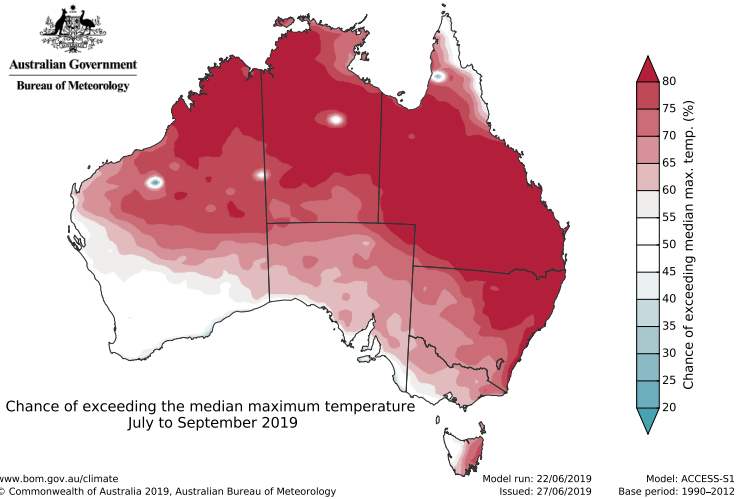 Australian Government
Bureau of Meteorology
80
75
70
65
60
55
50
45
40
35
30
25
20
Chance of exceeding median max. temp. (%)
Chance of exceeding the median maximum temperature
July to September 2019
www.bom.gov.au/climate
© Commonwealth of Australia 2019, Australian Bureau of Meteorology
Model run: 22/06/2019
Issued: 27/06/2019
Model: ACCESS-S1
Base period: 1990–2012